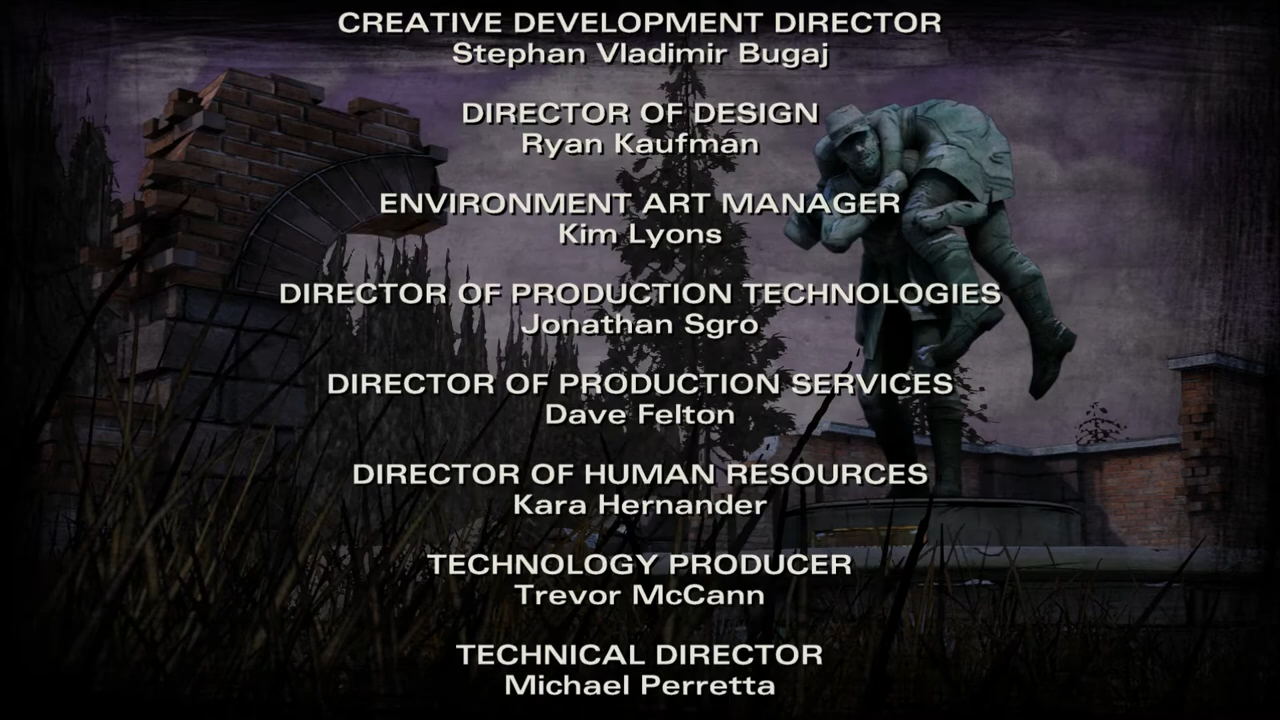 CREATIVE DEVELOPMENT DIRECTOR
Stephan Vladimir Bugaj
DIRECTOR OF DESIGN
Ryan Kaufman
ENVIRONMENT ART MANAGER
Kim Lyons
DIRECTOR OF PRODUCTION TECHNOLOGIES
Jonathan Sgro
DIRECTOR OF PRODUCTION SERVICES
Dave Felton
DIRECTOR OF HUMAN RESOURCES
Kara Hernander
TECHNOLOGY PRODUCER
Trevor McCann
TECHNICAL DIRECTOR
Michael Perretta